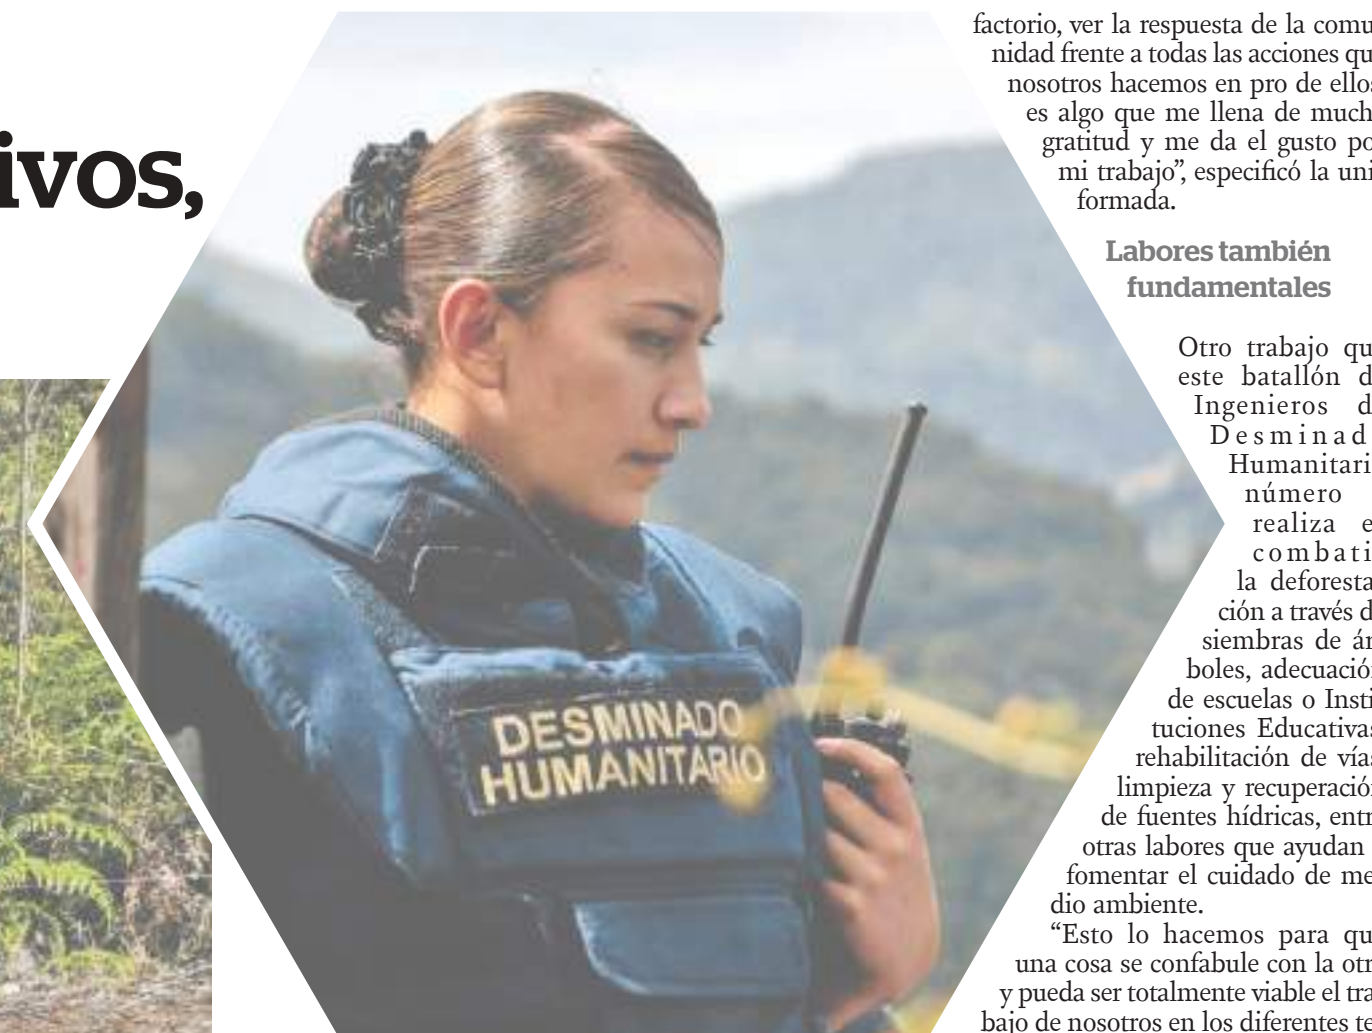 ivos,
factorio, ver la respuesta de la comu
nidad frente a todas las acciones qu
nosotros hacemos en pro de ellos
es algo que me llena de much
gratitud y me da el gusto po
mi trabajo”, especificó la uni
formada.
Labores también
fundamentales
Otro trabajo qu
este batallón d
Ingenieros d
Desminad
Humanitari
número
realiza e
combati
la deforesta
ción a través d
siembras de ár
boles, adecuación
de escuelas o Insti
tuciones Educativas
rehabilitación de vías
limpieza y recuperación
de fuentes hídricas, entr
otras labores que ayudan
fomentar el cuidado de me
dio ambiente.
“Esto lo hacemos para qu
una cosa se confabule con la otr
y pueda ser totalmente viable el tra
bajo de nosotros en los diferentes te
DESMINADO
HUMANITARIO